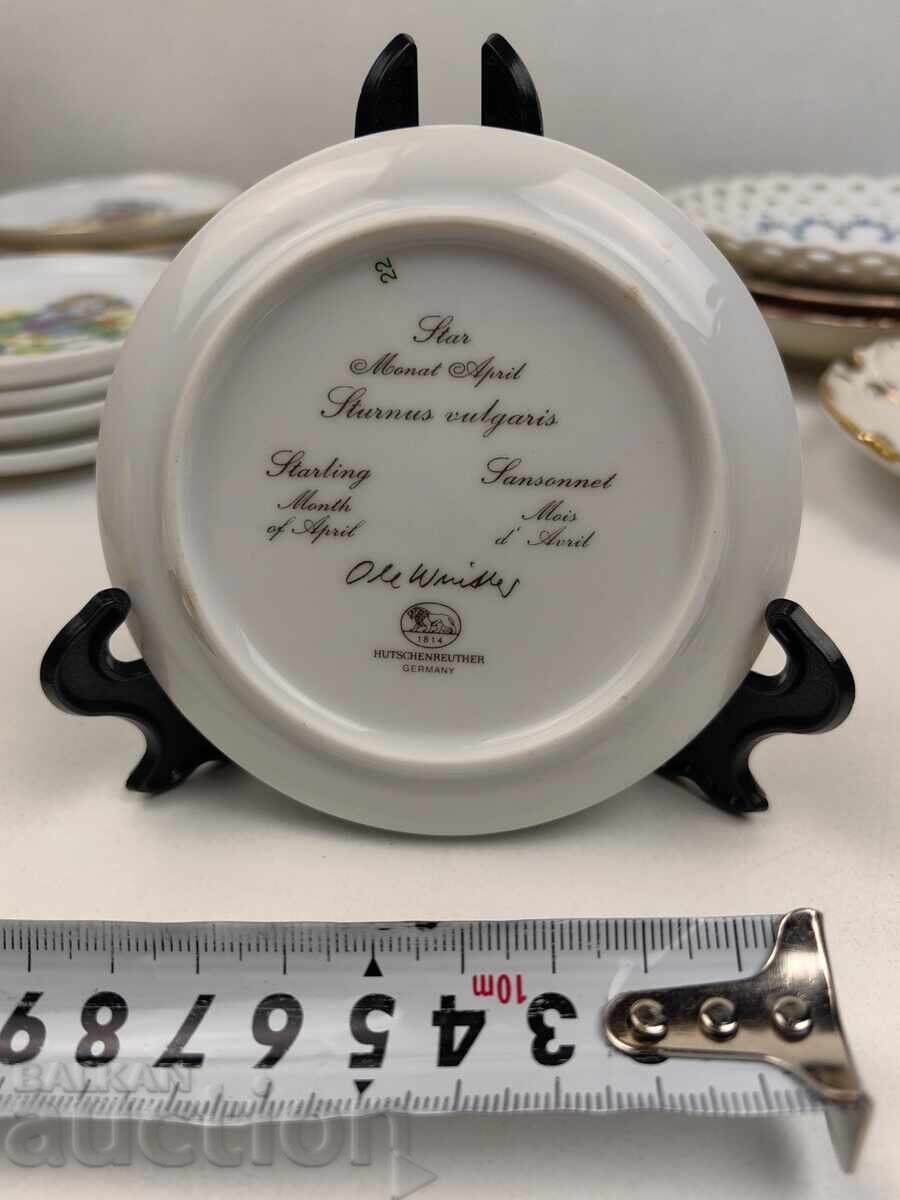 22
Star
Monat April
Sturnus vulgaris
Starling
Month
of April
Sansonnet
Mois
d' Avril
Ole Winther
1814
HUTSCHENREUTHER
GERMANY
10m
9 8 7 6 5 4 3
BALKAN
auction